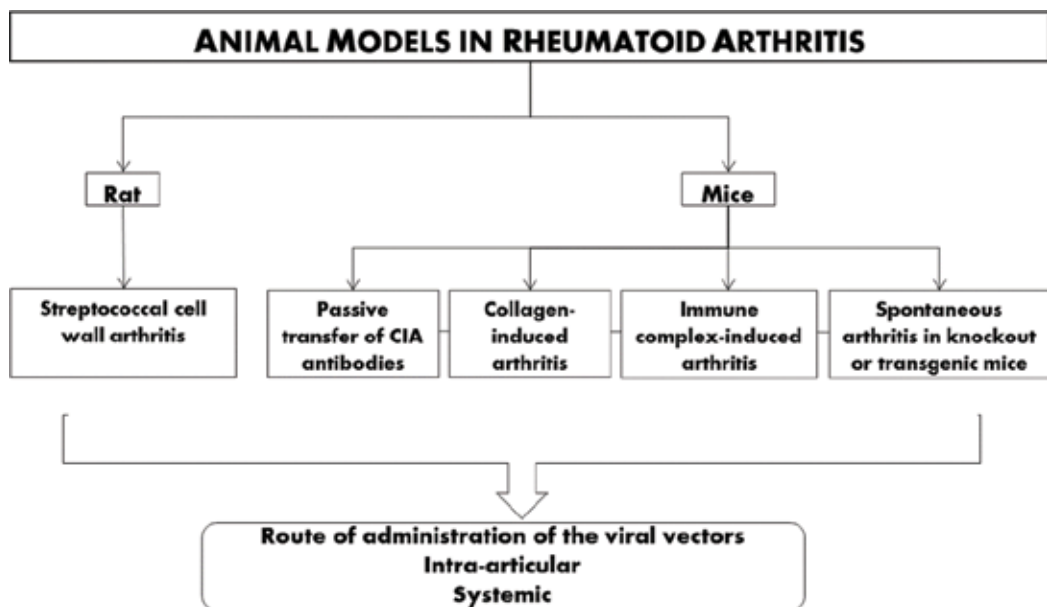 ANIMAL MODELS IN RHEUMATOID ARTHRITIS
Rat
Mice
Streptococcal cell
wall arthritis
Passive
transfer of CIA
antibodies
Collagen-
induced
arthritis
Immune
complex-induced
arthritis
Spontaneous
arthritis in knockout
or transgenic mice
Route of administration of the viral vectors
Intra-articular
Systemic